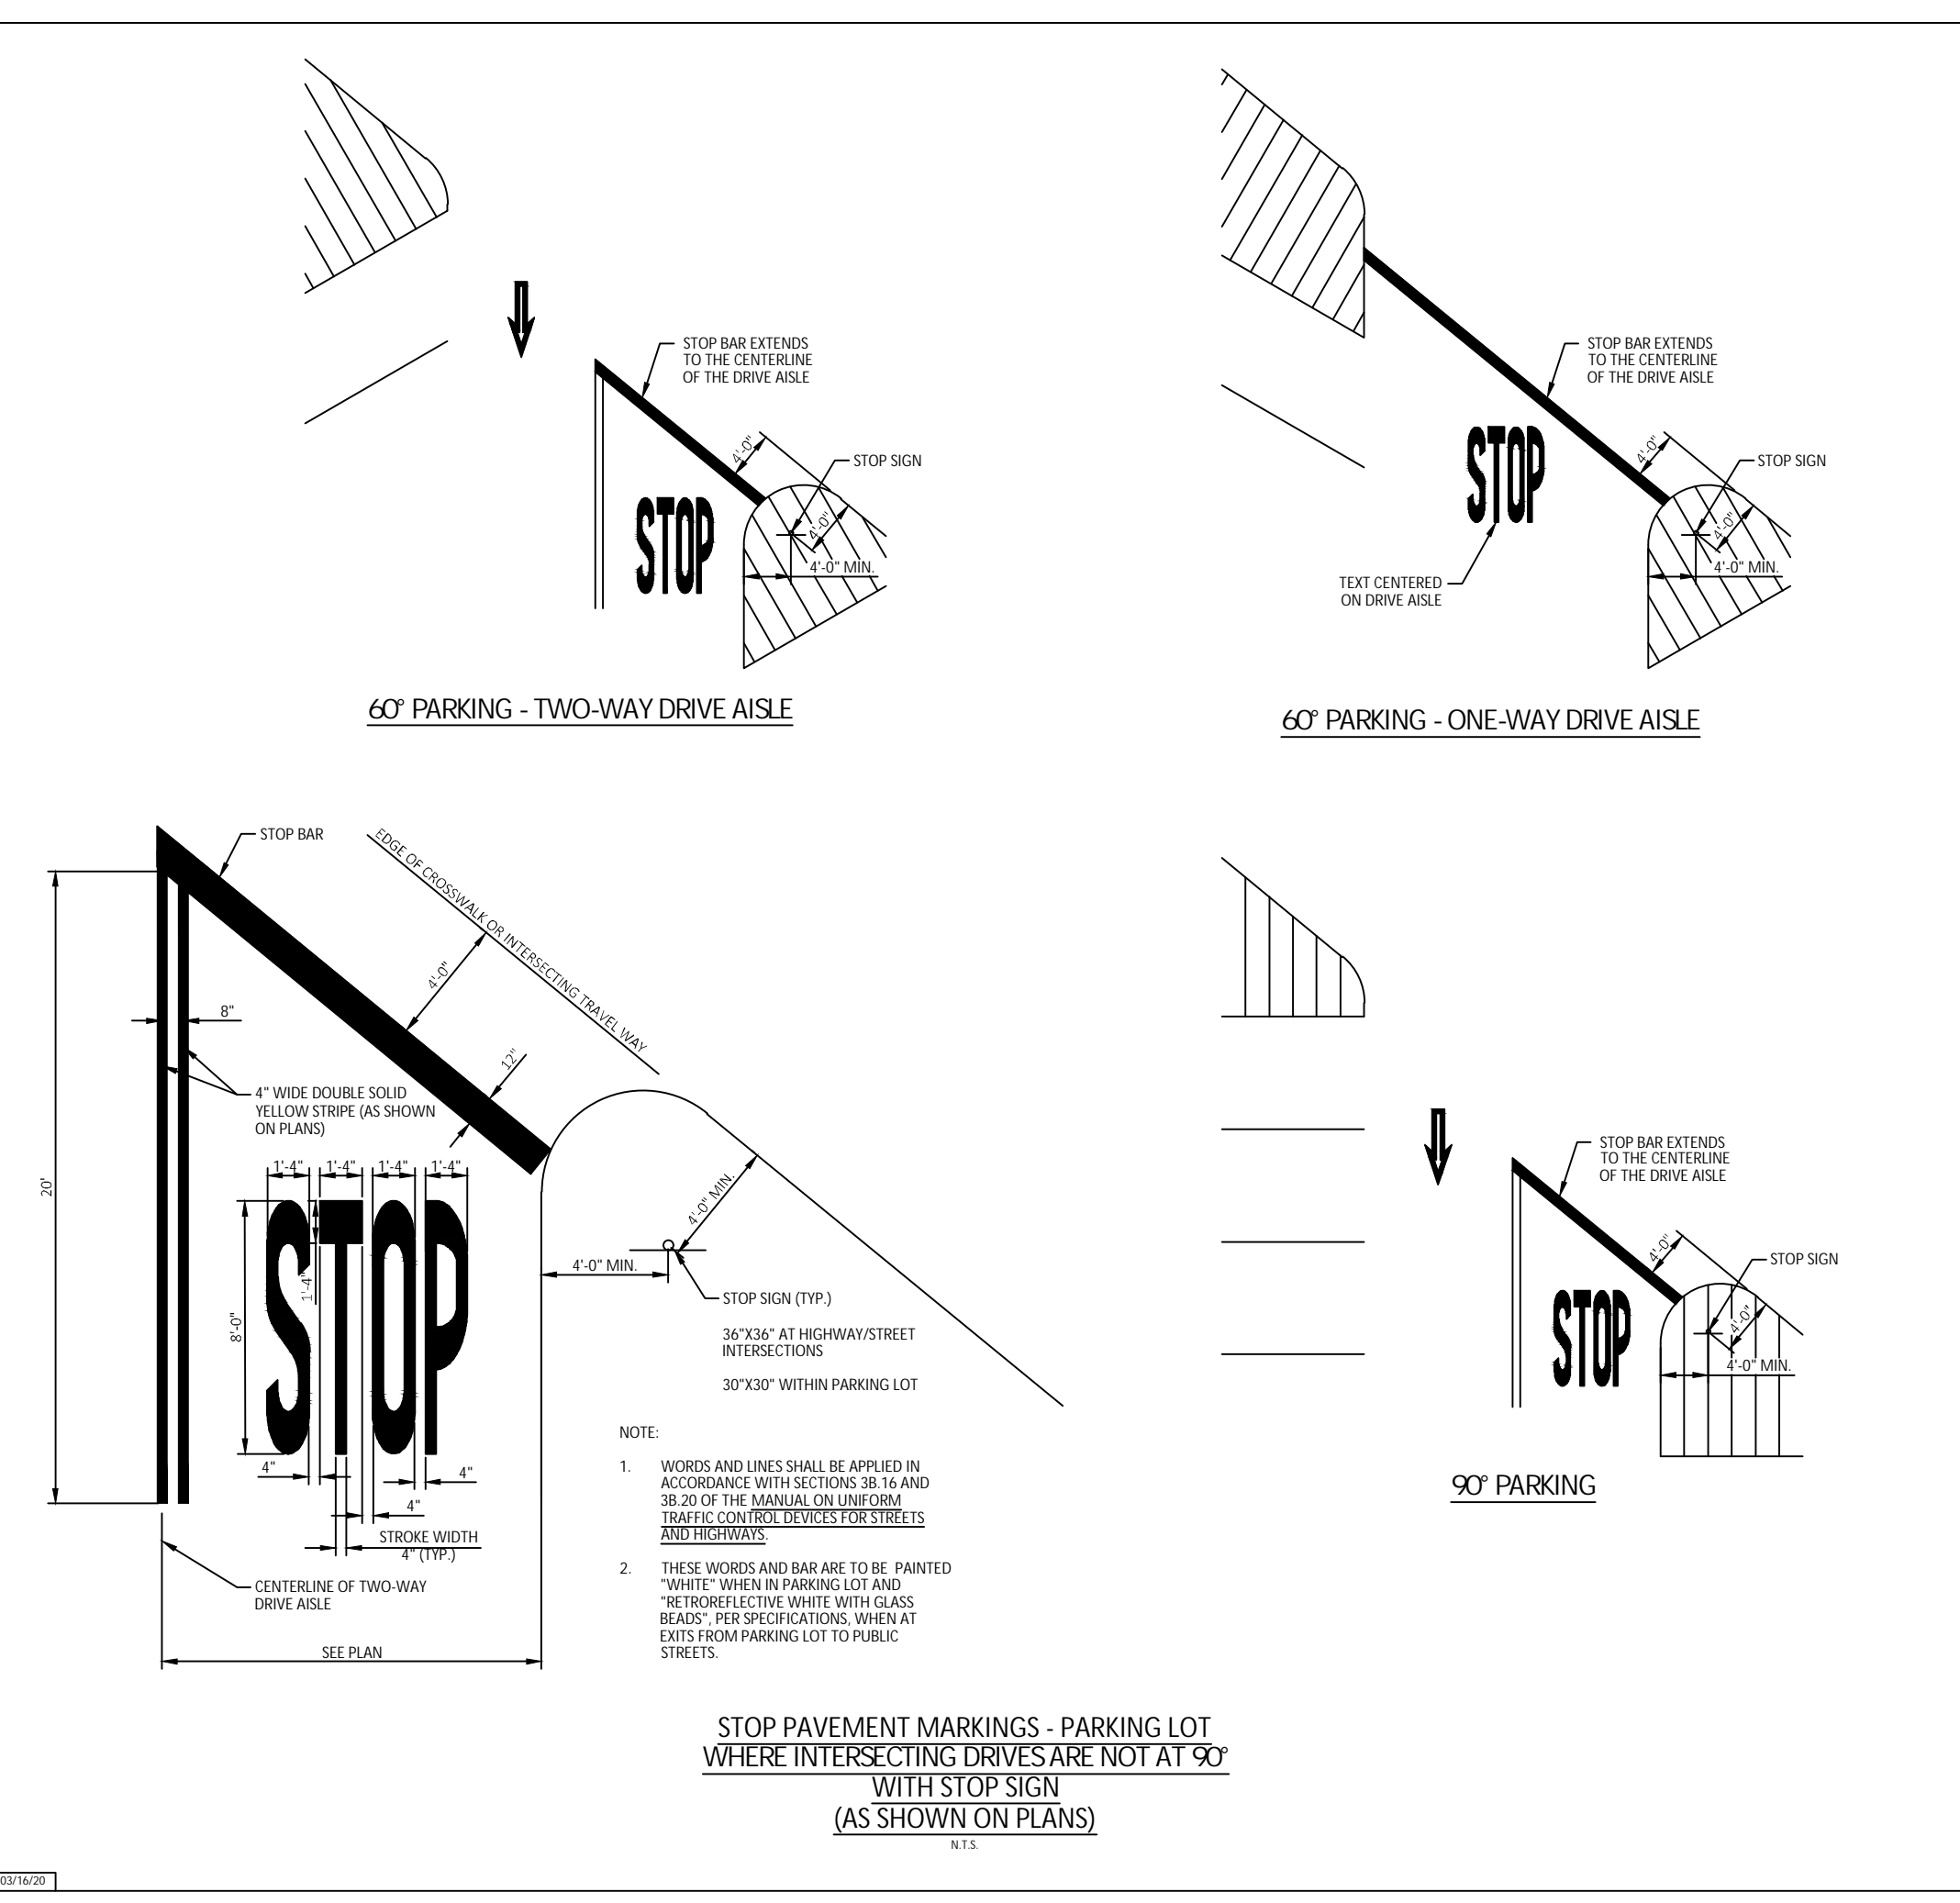 STOP BAR EXTENDS
TO THE CENTERLINE
OF THE DRIVE AISLE
4'-0"
STOP SIGN
STOP
4'-0"
4'-0" MIN.
60° PARKING - TWO-WAY DRIVE AISLE
STOP BAR EXTENDS
TO THE CENTERLINE
OF THE DRIVE AISLE
4'-0"
STOP SIGN
STOP
4'-0"
4'-0" MIN.
TEXT CENTERED
ON DRIVE AISLE
60° PARKING - ONE-WAY DRIVE AISLE
STOP BAR
EDGE OF CROSSWALK OR INTERSECTING TRAVEL WAY
4'-0"
8"
12"
4" WIDE DOUBLE SOLID
YELLOW STRIPE (AS SHOWN
ON PLANS)
20'
1'-4" 1'-4" 1'-4" 1'-4"
STOP
1'-4"
8'-0"
4'-0" MIN.
4'-0" MIN.
STOP SIGN (TYP.)
36"X36" AT HIGHWAY/STREET
INTERSECTIONS
30"X30" WITHIN PARKING LOT
4"
4"
4"
STROKE WIDTH
4" (TYP.)
CENTERLINE OF TWO-WAY
DRIVE AISLE
SEE PLAN
NOTE:
1. WORDS AND LINES SHALL BE APPLIED IN
ACCORDANCE WITH SECTIONS 3B.16 AND
3B.20 OF THE MANUAL ON UNIFORM
TRAFFIC CONTROL DEVICES FOR STREETS
AND HIGHWAYS.
2. THESE WORDS AND BAR ARE TO BE PAINTED
"WHITE" WHEN IN PARKING LOT AND
"RETROREFLECTIVE WHITE WITH GLASS
BEADS", PER SPECIFICATIONS, WHEN AT
EXITS FROM PARKING LOT TO PUBLIC
STREETS.
STOP BAR EXTENDS
TO THE CENTERLINE
OF THE DRIVE AISLE
4'-0"
STOP SIGN
STOP
4'-0"
4'-0" MIN.
90° PARKING
STOP PAVEMENT MARKINGS - PARKING LOT
WHERE INTERSECTING DRIVES ARE NOT AT 90°
WITH STOP SIGN
(AS SHOWN ON PLANS)
N.T.S.
03/16/20